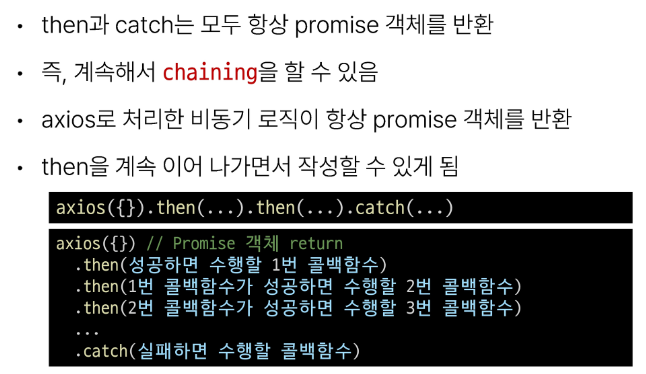 • then과 catch는 모두 항상 promise 객체를 반환
• 즉, 계속해서 chaining을 할 수 있음
• axios로 처리한 비동기 로직이 항상 promise 객체를 반환
• then을 계속 이어 나가면서 작성할 수 있게 됨
axios({}).then(...).then(...).catch(...)
axios({}) // Promise 객체 return
.then(성공하면 수행할 1번 콜백함수)
.then(1번 콜백함수가 성공하면 수행할 2번 콜백함수)
.then(2번 콜백함수가 성공하면 수행할 3번 콜백함수)
...
.catch(실패하면 수행할 콜백함수)